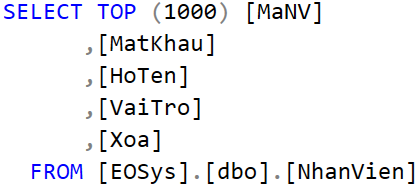 SELECT TOP (1000) [MaNV]
,[MatKhau]
,[HoTen]
,[VaiTro]
,[Xoa]
FROM [EOSys].[dbo].[NhanVien]